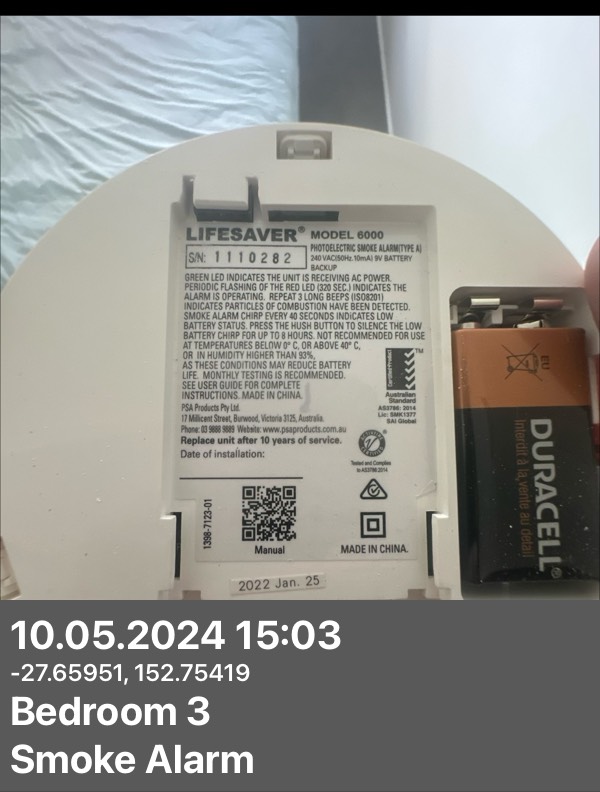 LIFESAVER® MODEL 6000
S/N: 1110282
PHOTOELECTRIC SMOKE ALARM(TYPE A)
240 VAC(50Hz.10mA) 9V BATTERY
BACKUP
GREEN LED INDICATES THE UNIT IS RECEIVING AC POWER.
PERIODIC FLASHING OF THE RED LED (320 SEC.) INDICATES THE
ALARM IS OPERATING. REPEAT 3 LONG BEEPS (ISO8201)
INDICATES PARTICLES OF COMBUSTION HAVE BEEN DETECTED.
SMOKE ALARM CHIRP EVERY 40 SECONDS INDICATES LOW
BATTERY STATUS. PRESS THE HUSH BUTTON TO SILENCE THE LOW
BATTERY CHIRP FOR UP TO 8 HOURS. NOT RECOMMENDED FOR USE
AT TEMPERATURES BELOW 0° C, OR ABOVE 40° C,
OR IN HUMIDITY HIGHER THAN 93%,
AS THESE CONDITIONS MAY REDUCE BATTERY
LIFE. MONTHLY TESTING IS RECOMMENDED.
SEE USER GUIDE FOR COMPLETE
INSTRUCTIONS. MADE IN CHINA.
PSA Products Pty Ltd.
17 Millicent Street, Burwood, Victoria 3125, Australia.
Phone: 03 9888 9889 Website: www.psaproducts.com.au
Replace unit after 10 years of service.
Date of installation:
TM
Australian
Standard
AS3786: 2014
Lic: SMK1377
SAI Global
Tested and Complies
to AS3786:2014
1398-7123-01
Manual
MADE IN CHINA.
2022 Jan. 25
EU
DURACELL®
Interdit à la vente au détail
10.05.2024 15:03
-27.65951, 152.75419
Bedroom 3
Smoke Alarm